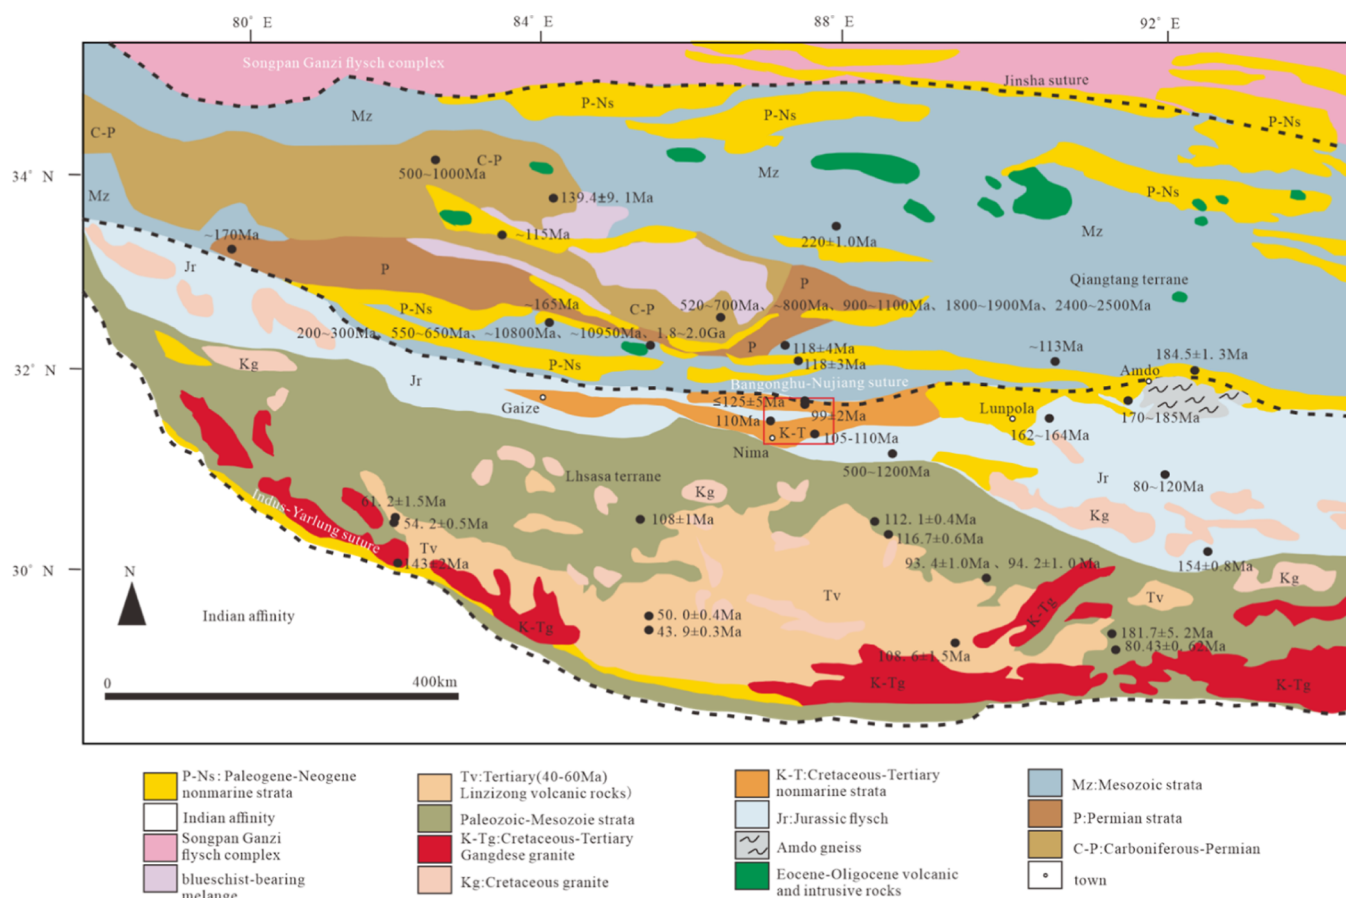 80° E
84° E
88° E
92° E
Songpan Ganzi flysch complex
Jinsha suture
P-Ns
P-Ns
P-Ns
Mz
C-P
C-P
500~1000Ma
Mz
34° N
Mz
139.4±9. 1Ma
P-Ns
~170Ma
~115Ma
220±1.0Ma
Mz
Jr
P
P
Qiangtang terrane
P-Ns
~165Ma
C-P
520~700Ma、~800Ma、900~1100Ma、1800~1900Ma、2400~2500Ma
200~300Ma、550~650Ma、~10800Ma、~10950Ma、1.8~2.0Ga
P
118±4Ma
~113Ma
184.5±1. 3Ma
32° N
Kg
P-Ns
118±3Ma
Amdo
Jr
Bangonghu-Nujiang suture
Gaize
≤125±5Ma
99±2Ma
Lunpola
170~185Ma
110Ma
K-T
105-110Ma
162~164Ma
Nima
500~1200Ma
Lhsasa terrane
Jr
80~120Ma
Kg
61. 2±1.5Ma
Indus-Yarlung suture
54. 2±0.5Ma
108±1Ma
112. 1±0.4Ma
Kg
116.7±0.6Ma
Tv
143±2Ma
93. 4±1.0Ma 、94. 2±1. 0 Ma
154±0.8Ma
30° N
Kg
N
Tv
Tv
Indian affinity
50. 0±0.4Ma
K-Tg
K-Tg
43. 9±0.3Ma
181.7±5. 2Ma
80.43±0. 62Ma
108. 6±1.5Ma
0
400km
K-Tg
K-Tg
P-Ns: Paleogene-Neogene
nonmarine strata
Indian affinity
Songpan Ganzi
flysch complex
blueschist-bearing
melange
Tv:Tertiary(40-60Ma)
Linzizong volcanic rocks）
Paleozoic-Mesozoie strata
K-Tg:Cretaceous-Tertiary
Gangdese granite
Kg:Cretaceous granite
K-T:Cretaceous-Tertiary
nonmarine strata
Jr:Jurassic flysch
Amdo gneiss
Eocene-Oligocene volcanic
and intrusive rocks
Mz:Mesozoic strata
P:Permian strata
C-P:Carboniferous-Permian
town